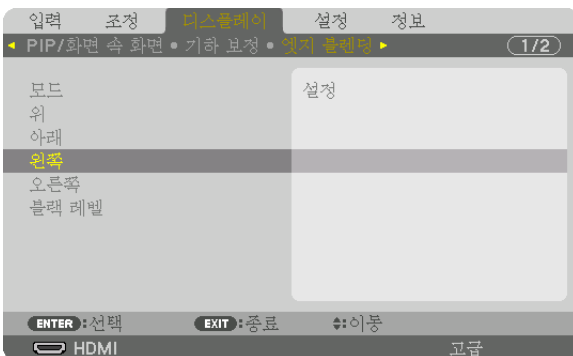 입력 조정 디스플레이 설정 정보
PIP/화면 속 화면 ● 기하 보정 ● 엣지 블렌딩 1/2
모드 설정
위
아래
왼쪽
오른쪽
블랙 레벨
ENTER :선택 EXIT :종료 :이동
HDMI 고급